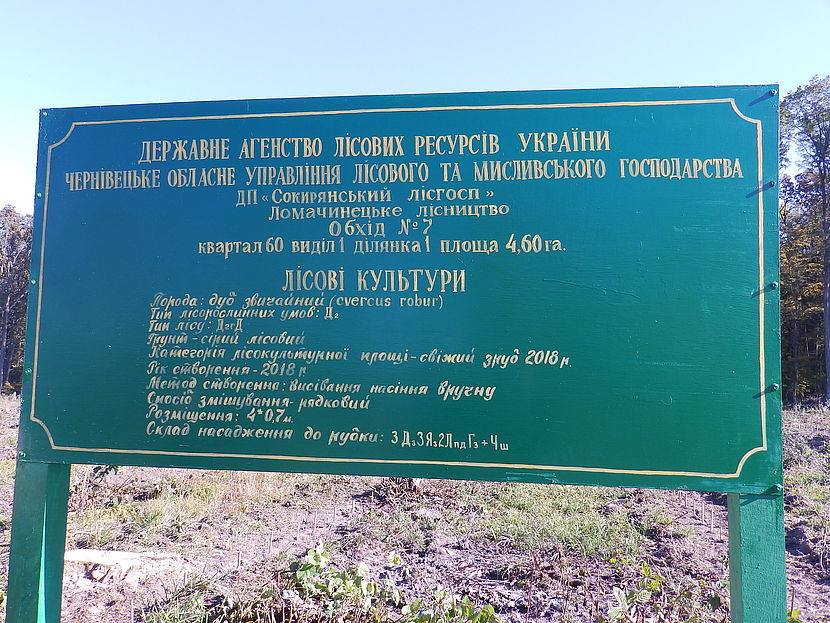 ДЕРЖАВНЕ АГЕНСТВО ЛІСОВИХ РЕСУРСІВ УКРАЇНИ
ЧЕРНІВЕЦЬКЕ ОБЛАСНЕ УПРАВЛІННЯ ЛІСОВОГО ТА МИСЛИВСЬКОГО ГОСПОДАРСТВА
ДП «Сокирянський лісгосп»
Ломачинецьке лісництво
Обхід №7
квартал 60 виділ 1 ділянка 1 площа 4,60 га.
ЛІСОВІ КУЛЬТУРИ
Порода: дуб звичайний (cvercus robur)
Тип лісорослинних умов: Д₂
Тип лісу: Д₂гД
Грунт - сірий лісовий
Категорія лісокультурної площі - свіжий зруб 2018 р.
Рік створення - 2018 р
Метод створення: висівання насіння вручну
Спосіб змішування - рядковий
Розміщення: 4*0,7м.
Склад насадження до рубки: 3Д₃3Яз2ЛпдГз+Чш